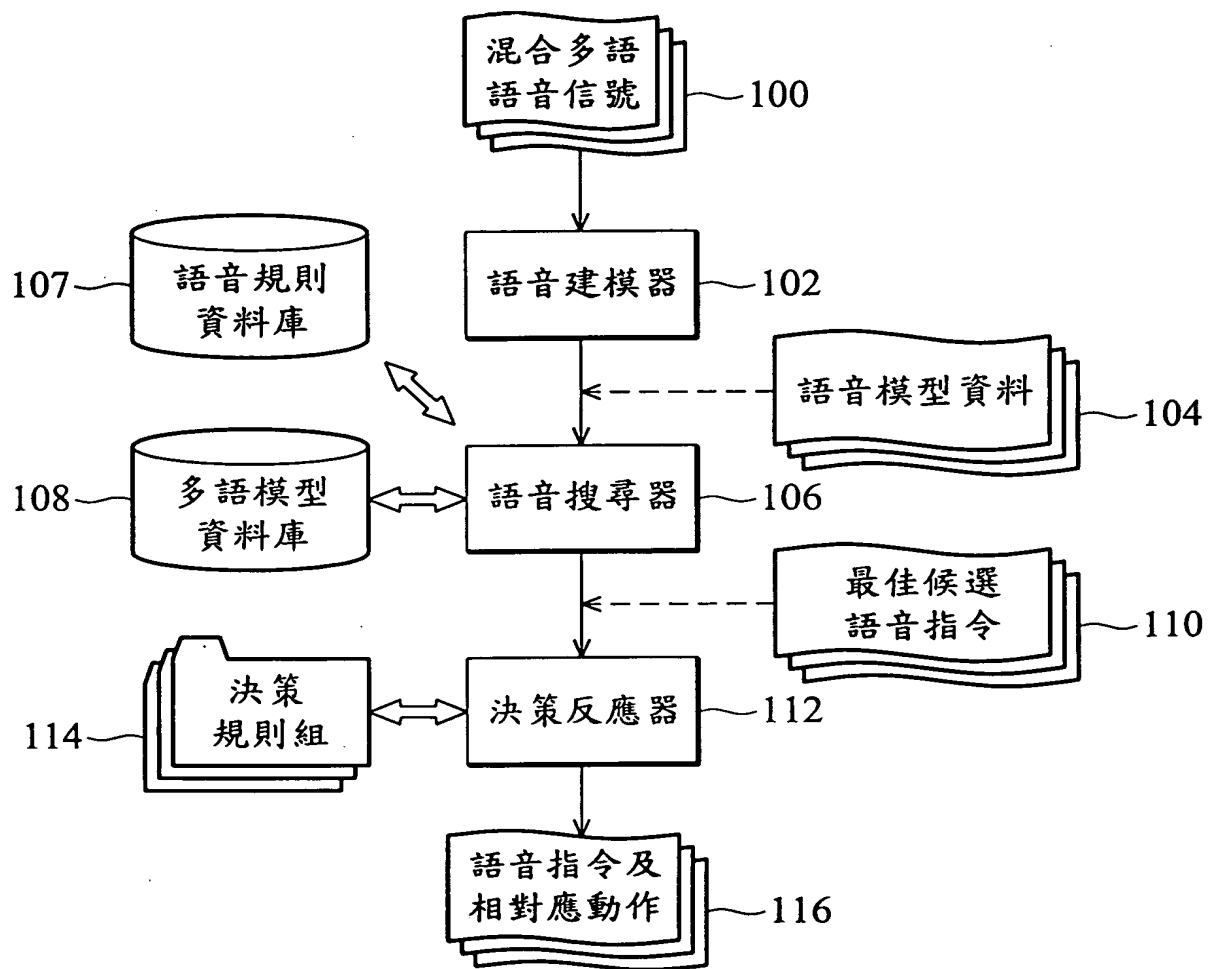 混合多語
語音信號
100
語音規則
資料庫
107
語音建模器
102
語音模型資料
104
多語模型
資料庫
108
語音搜尋器
106
最佳候選
語音指令
110
決策
規則組
114
決策反應器
112
語音指令及
相對應動作
116